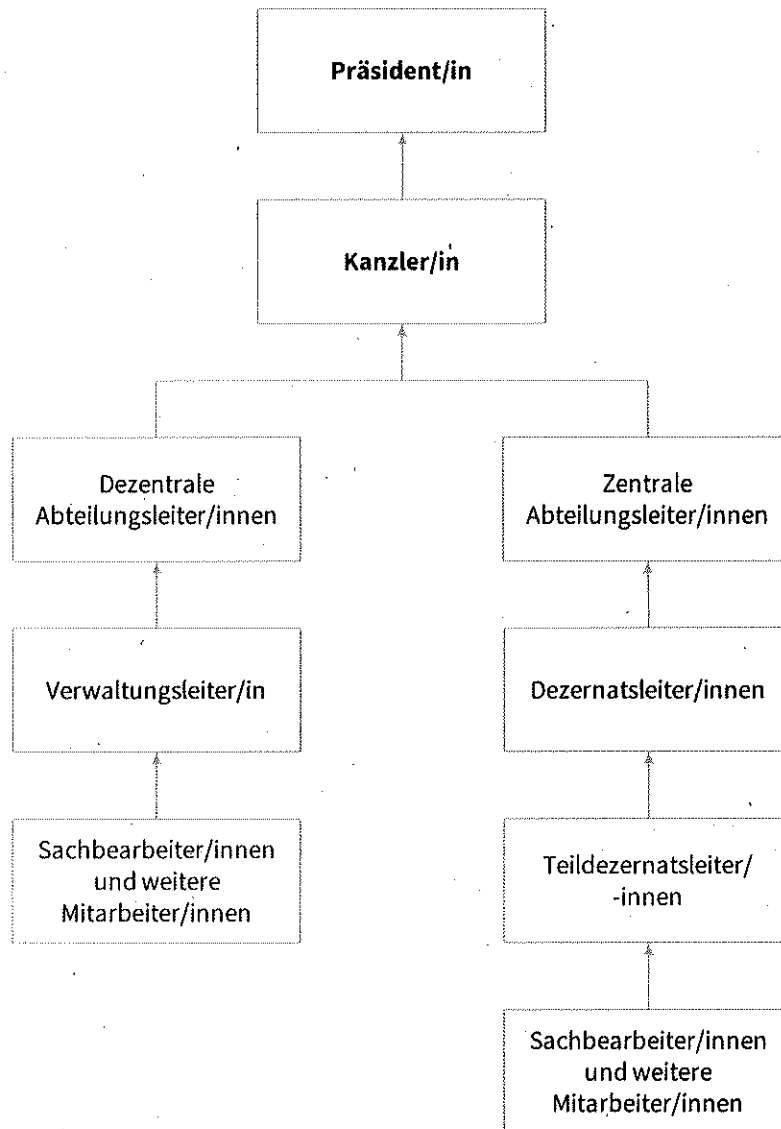 Präsident/in
Kanzler/in
Dezentrale
Abteilungsleiter/innen
Zentrale
Abteilungsleiter/innen
Verwaltungsleiter/in
Dezernatsleiter/innen
Sachbearbeiter/innen
und weitere
Mitarbeiter/innen
Teildezernatsleiter/
-innen
Sachbearbeiter/innen
und weitere
Mitarbeiter/innen